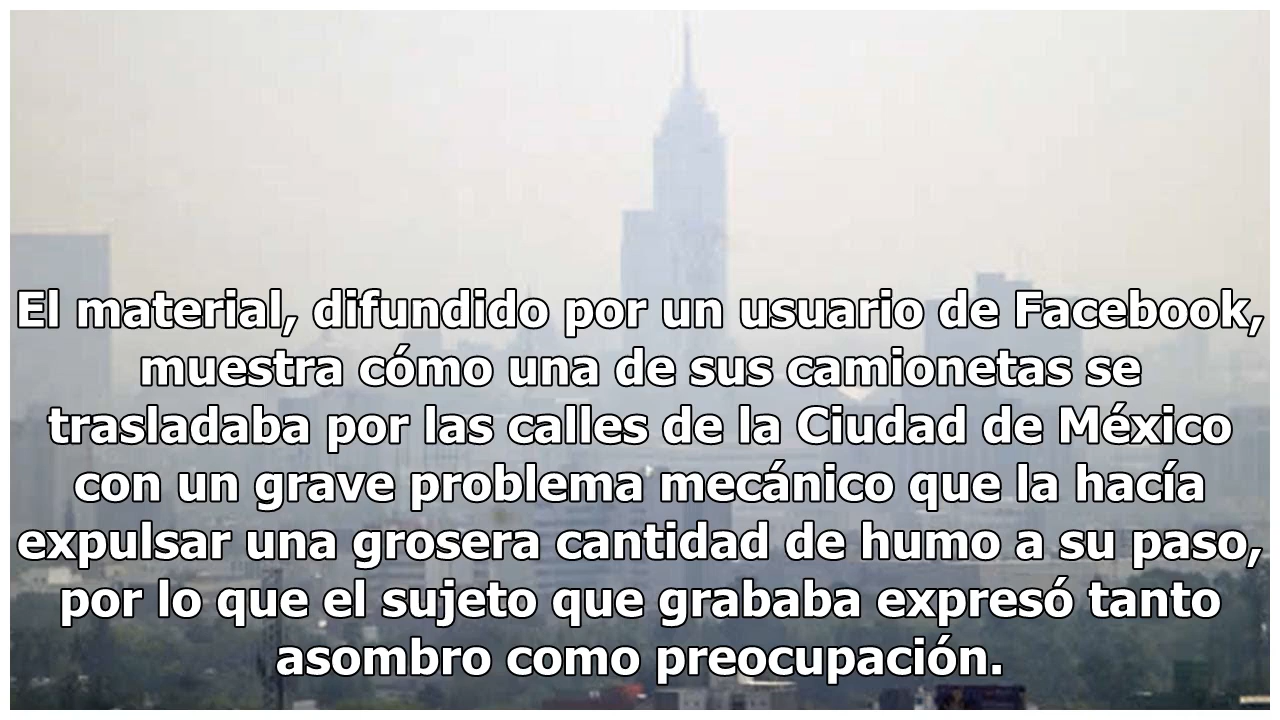 El material, difundido por un usuario de Facebook,
muestra cómo una de sus camionetas se
trasladaba por las calles de la Ciudad de México
con un grave problema mecánico que la hacía
expulsar una grosera cantidad de humo a su paso,
por lo que el sujeto que grababa expresó tanto
asombro como preocupación.